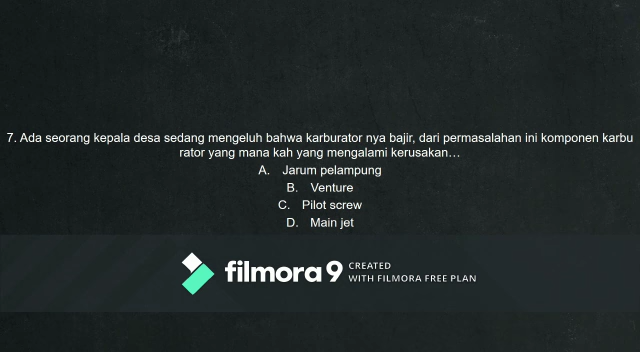 7. Ada seorang kepala desa sedang mengeluh bahwa karburator nya bajir, dari permasalahan ini komponen karbu
rator yang mana kah yang mengalami kerusakan…
A. Jarum pelampung
B. Venture
C. Pilot screw
D. Main jet
filmora 9 CREATED
WITH FILMORA FREE PLAN